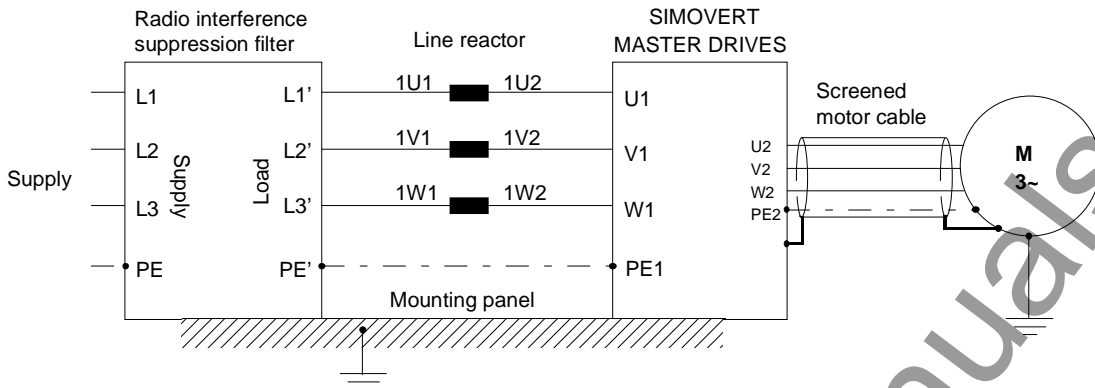 Radio interference
suppression filter
Line reactor
SIMOVERT
MASTER DRIVES
Screened
motor cable
Supply
L1
L2
L3
PE
Supply
Load
L1’
L2’
L3’
PE’
1U1
1U2
1V1
1V2
1W1
1W2
U1
V1
W1
PE1
U2
V2
W2
PE2
M
3~
Mounting panel